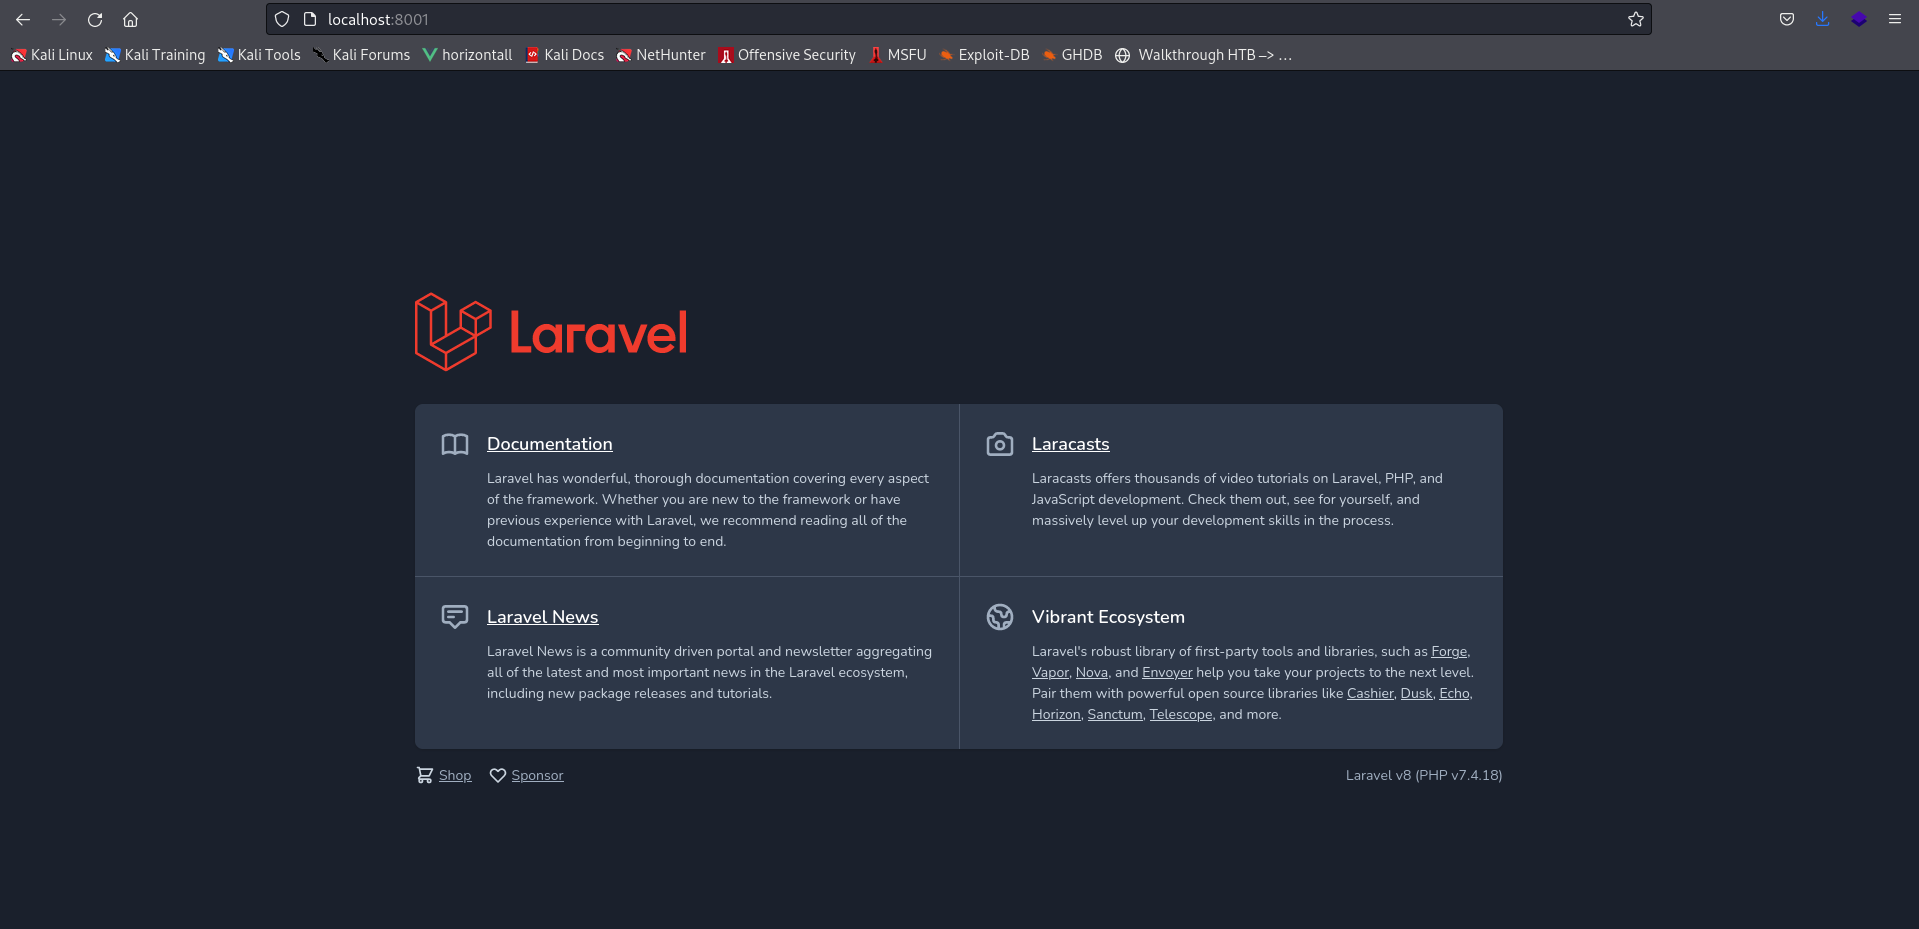 localhost:8001
Kali Linux Kali Training Kali Tools Kali Forums horizontall Kali Docs NetHunter Offensive Security MSFU Exploit-DB GHDB Walkthrough HTB –> …
Laravel
Documentation
Laravel has wonderful, thorough documentation covering every aspect
of the framework. Whether you are new to the framework or have
previous experience with Laravel, we recommend reading all of the
documentation from beginning to end.
Laracasts
Laracasts offers thousands of video tutorials on Laravel, PHP, and
JavaScript development. Check them out, see for yourself, and
massively level up your development skills in the process.
Laravel News
Laravel News is a community driven portal and newsletter aggregating
all of the latest and most important news in the Laravel ecosystem,
including new package releases and tutorials.
Vibrant Ecosystem
Laravel's robust library of first-party tools and libraries, such as Forge,
Vapor, Nova, and Envoyer help you take your projects to the next level.
Pair them with powerful open source libraries like Cashier, Dusk, Echo,
Horizon, Sanctum, Telescope, and more.
Shop Sponsor Laravel v8 (PHP v7.4.18)